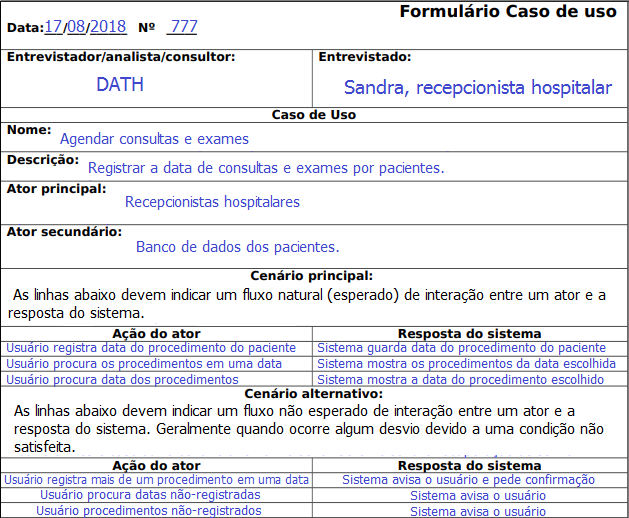 Formulário Caso de uso
Data:17/08/2018 Nº 777
Entrevistador/analista/consultor: Entrevistado:
DATH Sandra, recepcionista hospitalar
Caso de Uso
Nome: Agendar consultas e exames
Descrição: Registrar a data de consultas e exames por pacientes.
Ator principal:
Recepcionistas hospitalares
Ator secundário:
Banco de dados dos pacientes.
Cenário principal:
As linhas abaixo devem indicar um fluxo natural (esperado) de interação entre um ator e a
resposta do sistema.
Ação do ator Resposta do sistema
Usuário registra data do procedimento do paciente Sistema guarda data do procedimento do paciente
Usuário procura os procedimentos em uma data Sistema mostra os procedimentos da data escolhida
Usuário procura data dos procedimentos Sistema mostra a data do procedimento escolhido
Cenário alternativo:
As linhas abaixo devem indicar um fluxo não esperado de interação entre um ator e a
resposta do sistema. Geralmente quando ocorre algum desvio devido a uma condição não
satisfeita.
Ação do ator Resposta do sistema
Usuário registra mais de um procedimento em uma data Sistema avisa o usuário e pede confirmação
Usuário procura datas não-registradas Sistema avisa o usuário
Usuário procedimentos não-registrados Sistema avisa o usuário